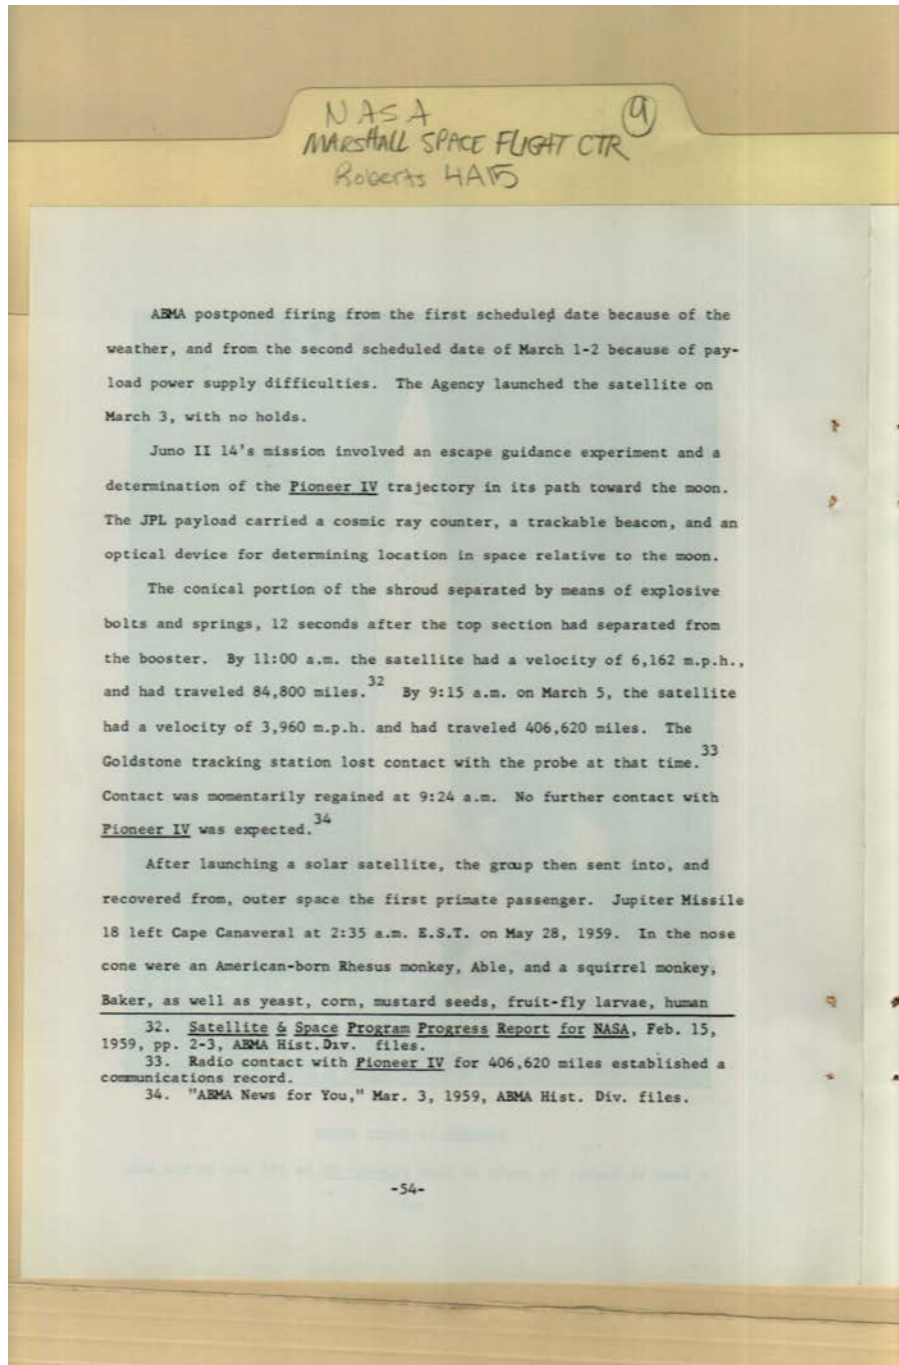 NASA
9
MARSHALL SPACE FLIGHT CTR
Roberts 4A15
ABMA postponed firing from the first scheduled date because of the
weather, and from the second scheduled date of March 1-2 because of pay-
load power supply difficulties. The Agency launched the satellite on
March 3, with no holds.
Juno II 14's mission involved an escape guidance experiment and a
determination of the Pioneer IV trajectory in its path toward the moon.
The JPL payload carried a cosmic ray counter, a trackable beacon, and an
optical device for determining location in space relative to the moon.
The conical portion of the shroud separated by means of explosive
bolts and springs, 12 seconds after the top section had separated from
the booster. By 11:00 a.m. the satellite had a velocity of 6,162 m.p.h.,
and had traveled 84,800 miles.32 By 9:15 a.m. on March 5, the satellite
had a velocity of 3,960 m.p.h. and had traveled 406,620 miles. The
Goldstone tracking station lost contact with the probe at that time.33
Contact was momentarily regained at 9:24 a.m. No further contact with
Pioneer IV was expected.34
After launching a solar satellite, the group then sent into, and
recovered from, outer space the first primate passenger. Jupiter Missile
18 left Cape Canaveral at 2:35 a.m. E.S.T. on May 28, 1959. In the nose
cone were an American-born Rhesus monkey, Able, and a squirrel monkey,
Baker, as well as yeast, corn, mustard seeds, fruit-fly larvae, human
32. Satellite & Space Program Progress Report for NASA, Feb. 15,
1959, pp. 2-3, ABMA Hist.Div. files.
33. Radio contact with Pioneer IV for 406,620 miles established a
communications record.
34. "ABMA News for You," Mar. 3, 1959, ABMA Hist. Div. files.
-54-